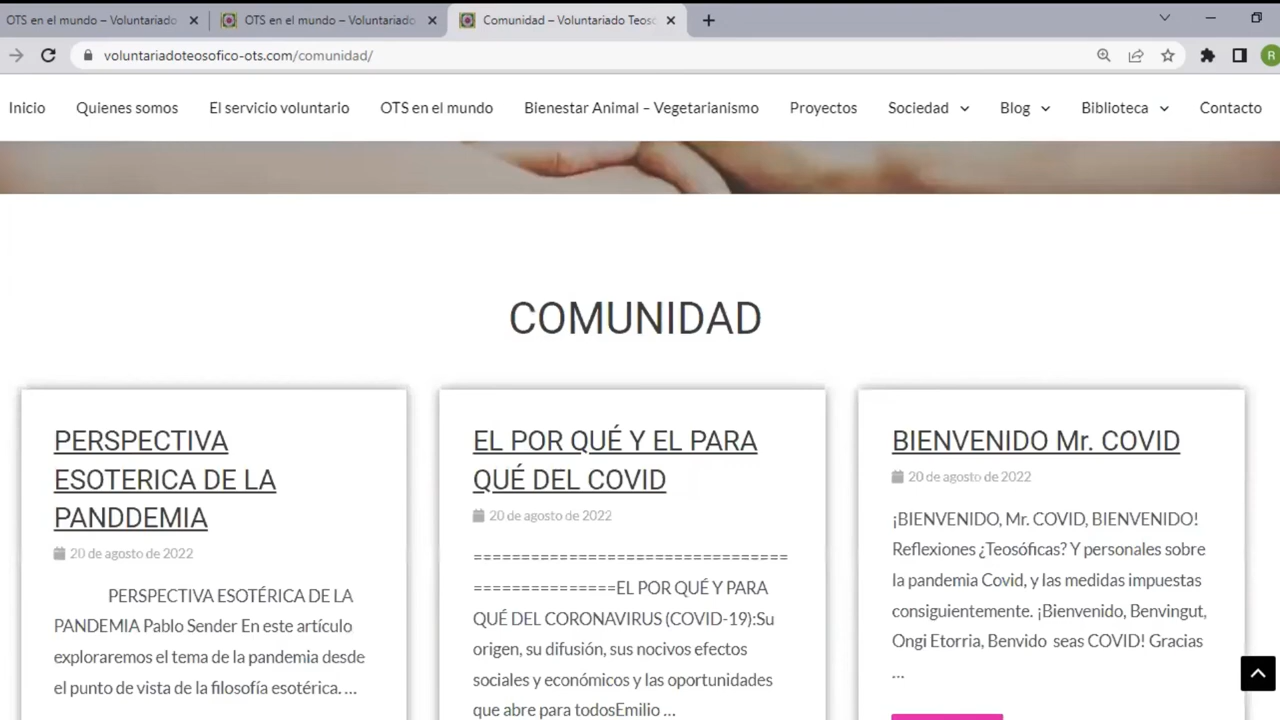 OTS en el mundo – Voluntariado
OTS en el mundo – Voluntariado
Comunidad – Voluntariado Teoso
voluntariadoteosofico-ots.com/comunidad/
R
Inicio Quienes somos El servicio voluntario OTS en el mundo Bienestar Animal – Vegetarianismo Proyectos Sociedad Blog Biblioteca Contacto
COMUNIDAD
PERSPECTIVA
ESOTERICA DE LA
PANDDEMIA
20 de agosto de 2022
PERSPECTIVA ESOTÉRICA DE LA
PANDEMIA Pablo Sender En este artículo
exploraremos el tema de la pandemia desde
el punto de vista de la filosofía esotérica. ...
EL POR QUÉ Y EL PARA
QUÉ DEL COVID
20 de agosto de 2022
=================================
===============EL POR QUÉ Y PARA
QUÉ DEL CORONAVIRUS (COVID-19):Su
origen, su difusión, sus nocivos efectos
sociales y económicos y las oportunidades
que abre para todosEmilio ...
BIENVENIDO Mr. COVID
20 de agosto de 2022
¡BIENVENIDO, Mr. COVID, BIENVENIDO!
Reflexiones ¿Teosóficas? Y personales sobre
la pandemia Covid, y las medidas impuestas
consiguientemente. ¡Bienvenido, Benvingut,
Ongi Etorria, Benvido seas COVID! Gracias
...